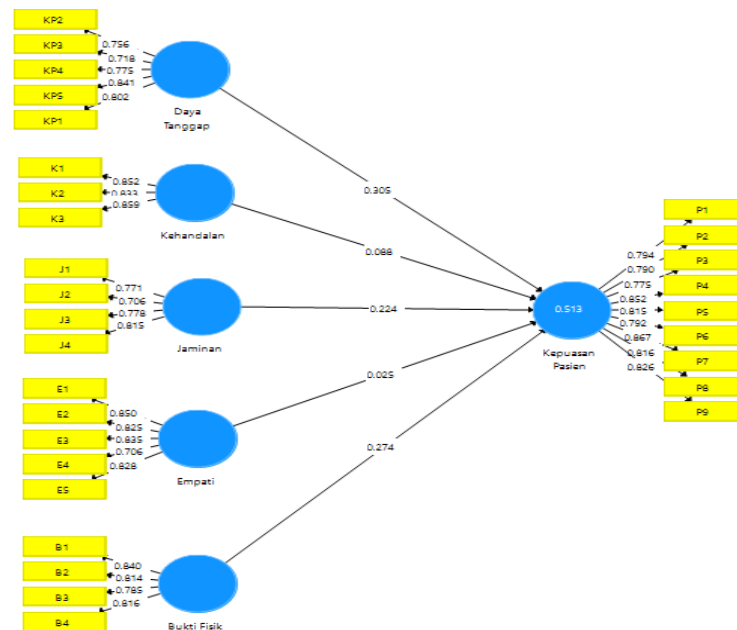 KP2
KP3
KP4
KP5
KP1
0.756
0.718
0.775
0.841
0.802
Daya
Tanggap
K1
K2
K3
0.852
0.833
0.859
Kehandalan
J1
J2
J3
J4
0.771
0.706
0.778
0.815
Jaminan
E1
E2
E3
E4
E5
0.850
0.825
0.835
0.706
0.828
Empati
B1
B2
B3
B4
0.840
0.814
0.785
0.816
Bukti Fisik
0.305
0.088
0.224
0.025
0.274
0.513
Kepuasan
Pasien
0.794
0.790
0.775
0.852
0.815
0.792
0.867
0.816
0.826
P1
P2
P3
P4
P5
P6
P7
P8
P9